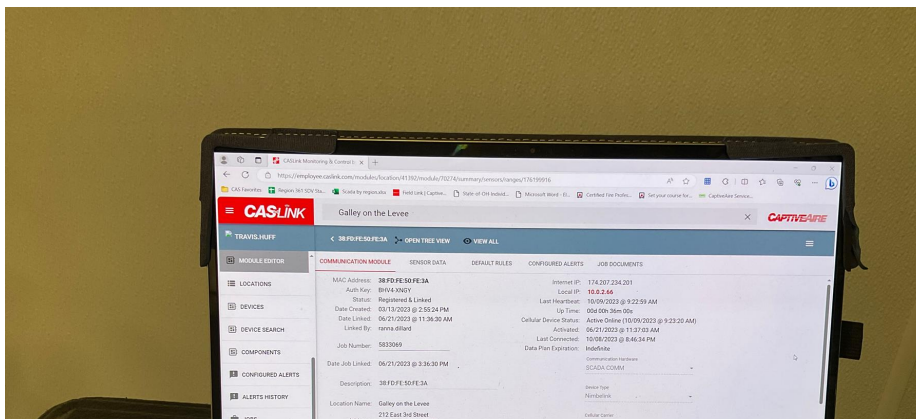 CASLink Monitoring & Control I
https://employee.caslink.com/modules/location/41392/module/70274/summary/sensors/ranges/176199916
CAS Favorites Region 561 SDV Sta... Scada by region.xlsx Field Link | Captive... State of OH Individ... Microsoft Word - El... Certified Fire Profes... Set your course for... CaptiveAire Service...
CASLINK Galley on the Levee CAPTIVEAIRE
TRAVIS.HUFF 38:FD:FE:50:FE:3A OPEN TREE VIEW VIEW ALL
MODULE EDITOR
LOCATIONS
DEVICES
DEVICE SEARCH
COMPONENTS
CONFIGURED ALERTS
ALERTS HISTORY
COMMUNICATION MODULE SENSOR DATA DEFAULT RULES CONFIGURED ALERTS JOB DOCUMENTS
MAC Address: 38:FD:FE:50:FE:3A
Auth Key: BHV4-XNGY
Status: Registered & Linked
Date Created: 03/13/2023 @ 2:55:24 PM
Date Linked: 06/21/2023 @ 11:36:30 AM
Linked By: ranna.dillard
Job Number: 5833069
Date Job Linked: 06/21/2023 @ 3:36:30 PM
Description: 38:FD:FE:50:FE:3A
Location Name: Galley on the Levee
212 East 3rd Street
Internet IP: 174.207.234.201
Local IP: 10.0.2.66
Last Heartbeat: 10/09/2023 @ 9:22:59 AM
Up Time: 00d 00h 36m 00s
Cellular Device Status: Active Online (10/09/2023 @ 9:23:20 AM)
Activated: 06/21/2023 @ 11:37:03 AM
Last Connected: 10/08/2023 @ 8:46:34 PM
Data Plan Expiration: Indefinite
Communication Hardware
SCADA COMM
Device Type
Nimbelink
Cellular Carrier